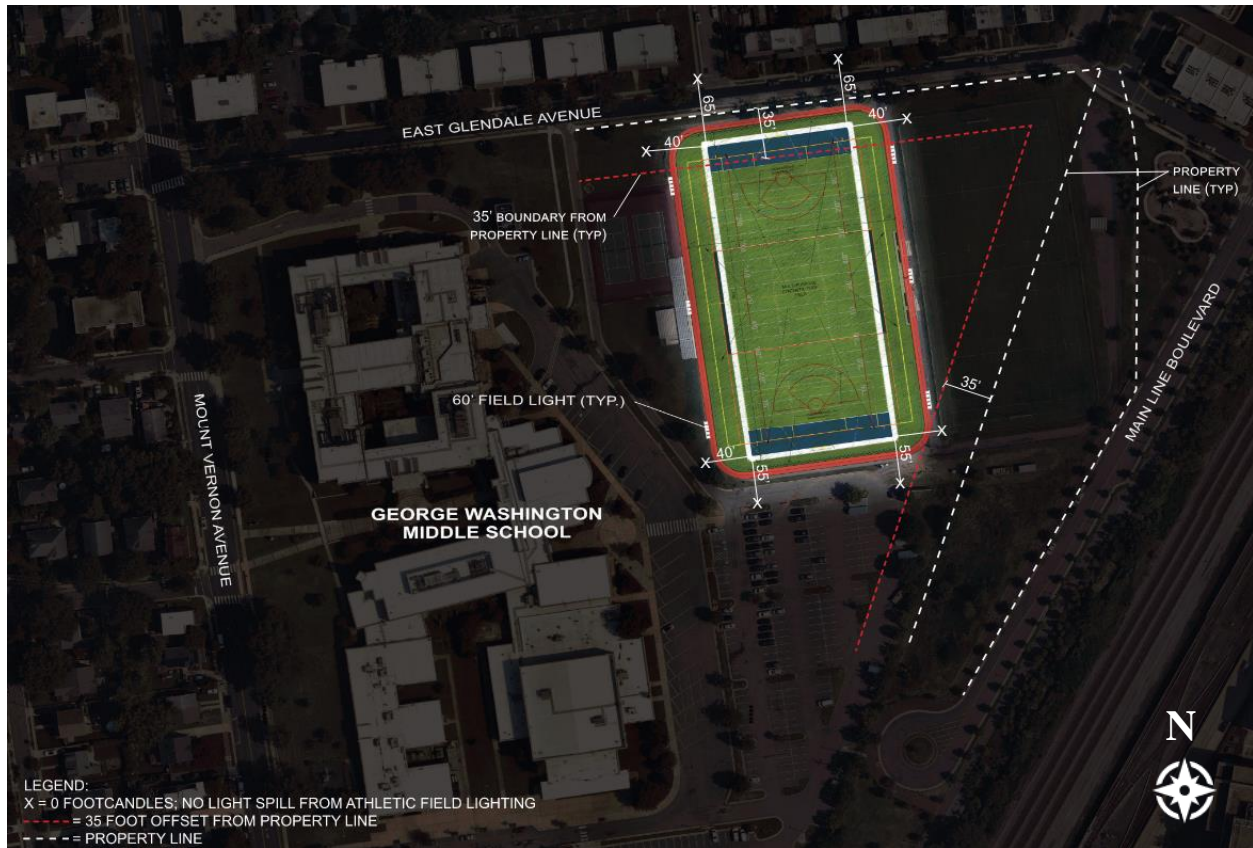 65'
65'
35'
40'
40'
EAST GLENDALE AVENUE
PROPERTY
LINE (TYP)
35' BOUNDARY FROM
PROPERTY LINE (TYP)
MAIN LINE BOULEVARD
35'
MOUNT VERNON AVENUE
60' FIELD LIGHT (TYP.)
40'
55'
55'
GEORGE WASHINGTON
MIDDLE SCHOOL
N
LEGEND:
X = 0 FOOTCANDLES; NO LIGHT SPILL FROM ATHLETIC FIELD LIGHTING
= 35 FOOT OFFSET FROM PROPERTY LINE
= PROPERTY LINE
X
X
X
X
X
X
X
X